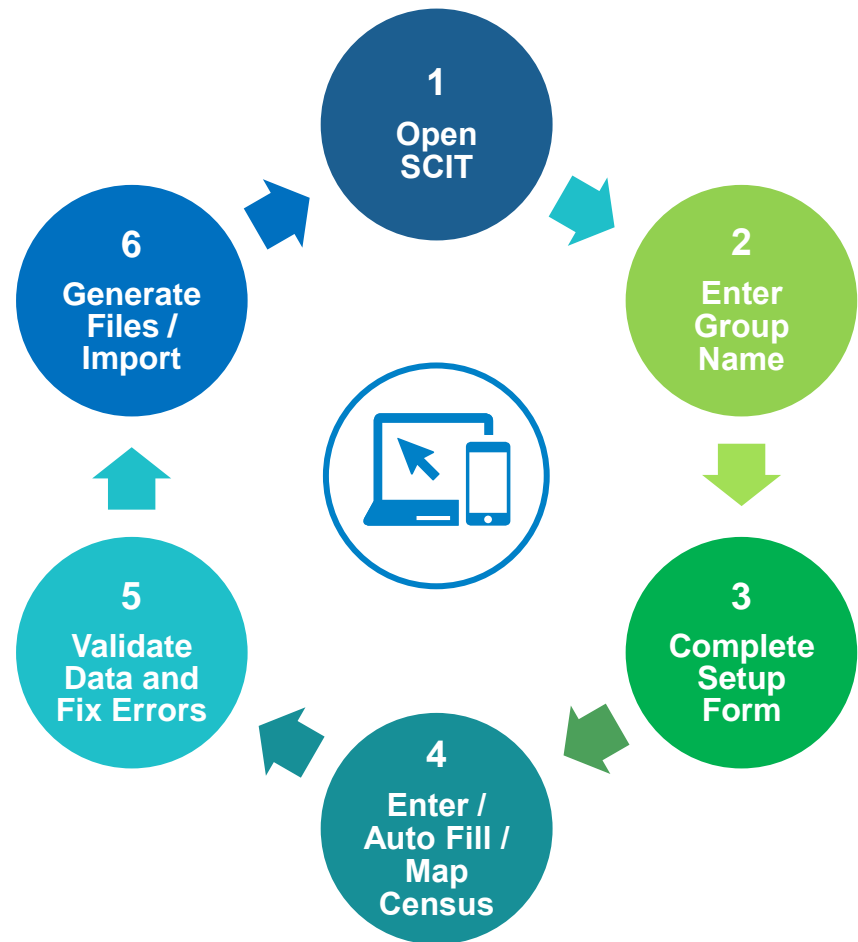 1
Open
SCIT
2
Enter
Group
Name
3
Complete
Setup
Form
4
Enter /
Auto Fill /
Map
Census
5
Validate
Data and
Fix Errors
6
Generate
Files /
Import